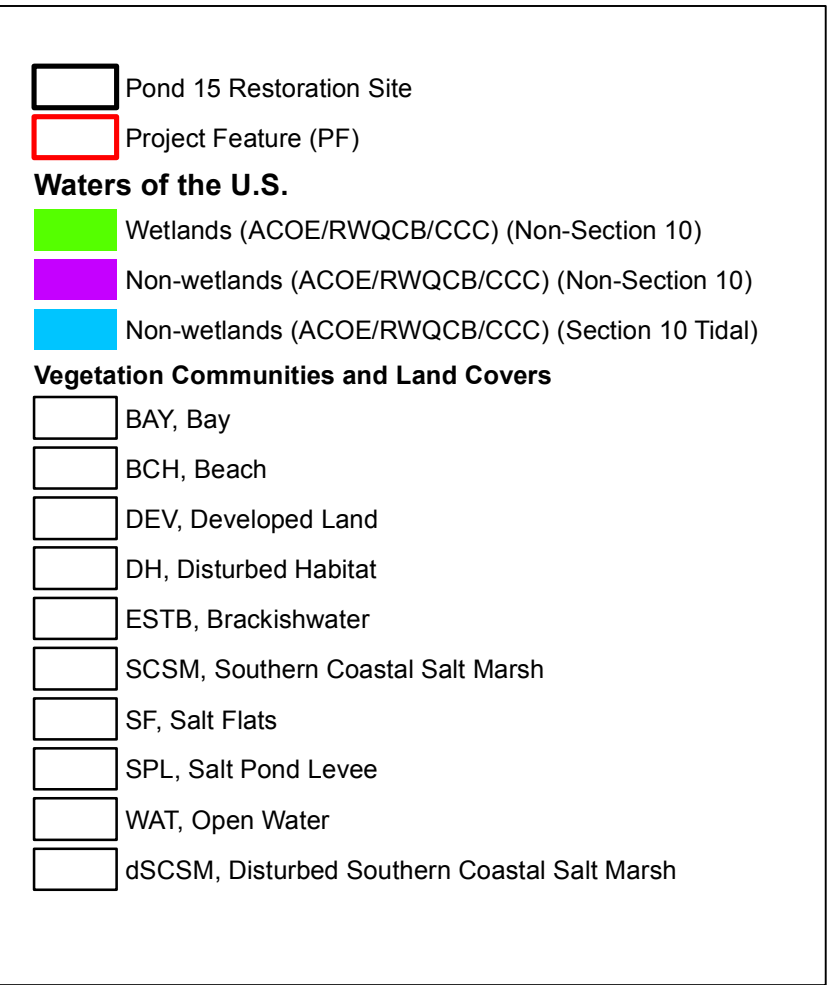 Pond 15 Restoration Site
Project Feature (PF)
Waters of the U.S.
Wetlands (ACOE/RWQCB/CCC) (Non-Section 10)
Non-wetlands (ACOE/RWQCB/CCC) (Non-Section 10)
Non-wetlands (ACOE/RWQCB/CCC) (Section 10 Tidal)
Vegetation Communities and Land Covers
BAY, Bay
BCH, Beach
DEV, Developed Land
DH, Disturbed Habitat
ESTB, Brackishwater
SCSM, Southern Coastal Salt Marsh
SF, Salt Flats
SPL, Salt Pond Levee
WAT, Open Water
dSCSM, Disturbed Southern Coastal Salt Marsh